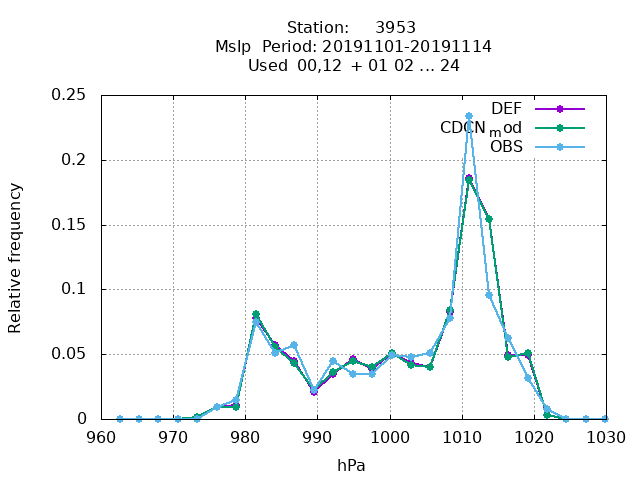 Station: 3953
Mslp Period: 20191101-20191114
Used 00,12 + 01 02 ... 24
DEF
CDCN_mod
OBS
0.25
0.2
0.15
0.1
0.05
0
Relative frequency
960 970 980 990 1000 1010 1020 1030
hPa